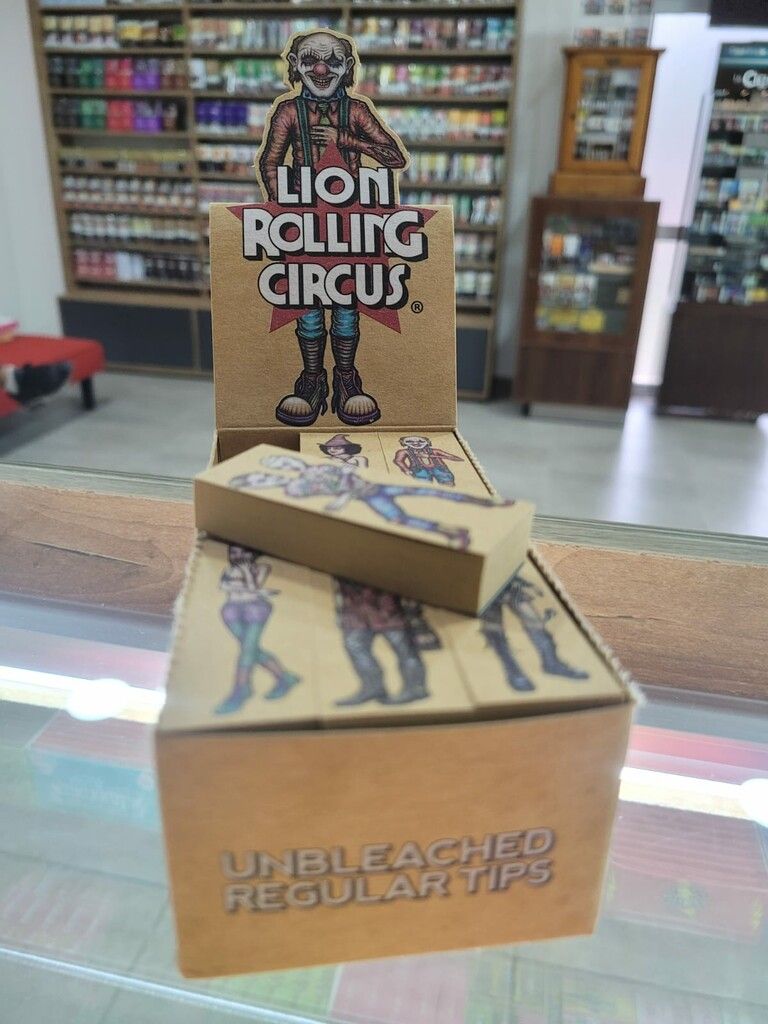 LION
ROLLING
CIRCUS
®
UNBLEACHED
REGULAR TIPS